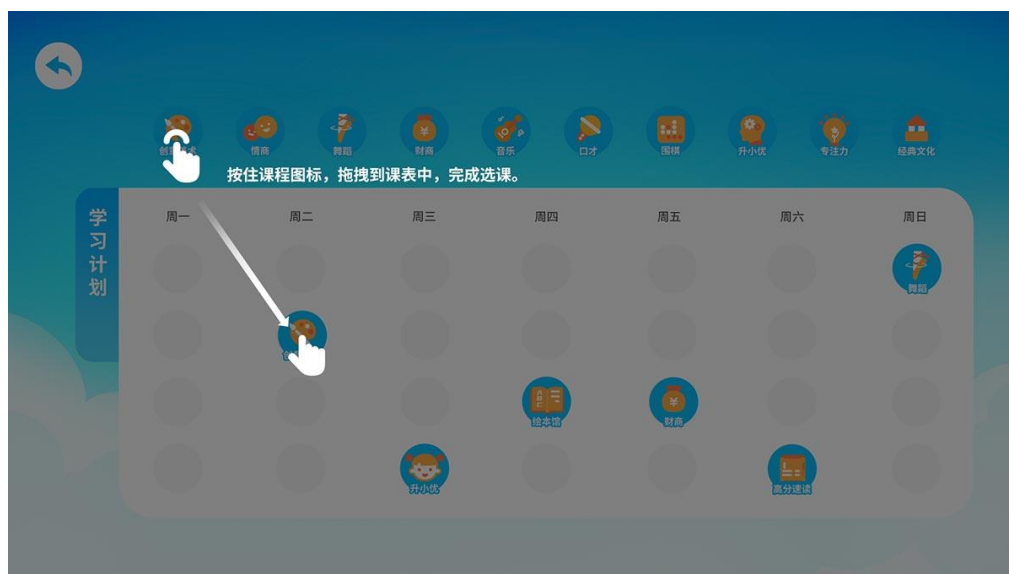 情商
舞蹈
财商
音乐
口才
围棋
升小优
专注力
经典文化
按住课程图标，拖拽到课表中，完成选课。
学习计划
周一
周二
周三
周四
周五
周六
周日
舞蹈
绘本馆
财商
升小优
高分速读